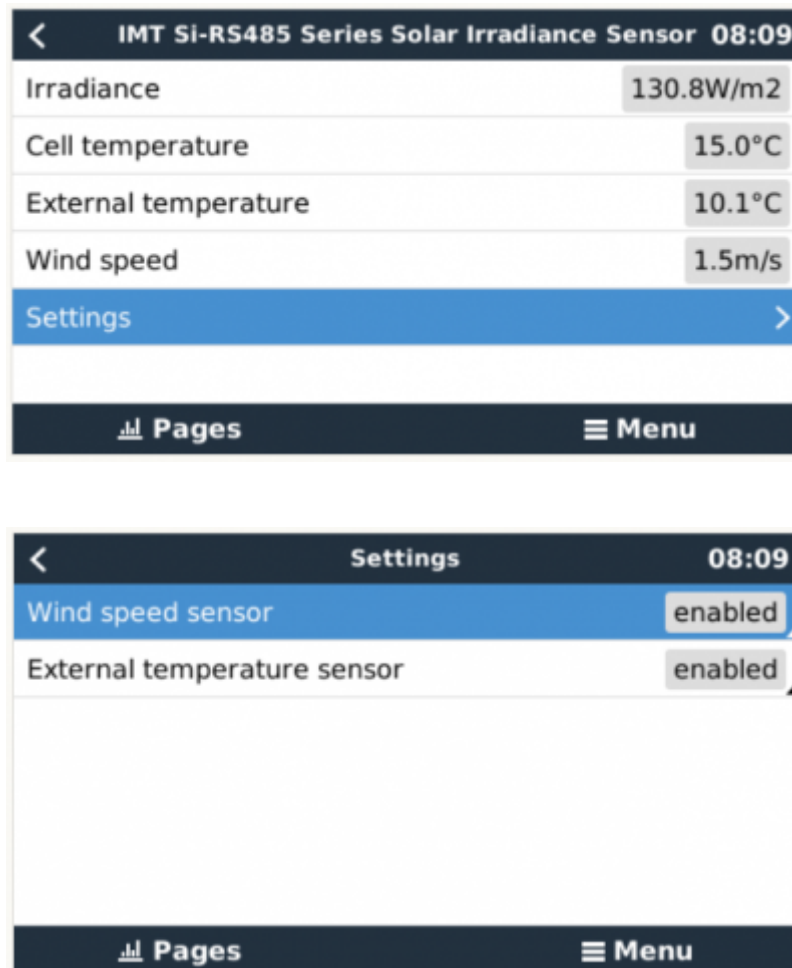 IMT Si-RS485 Series Solar Irradiance Sensor 08:09
Irradiance 130.8W/m2
Cell temperature 15.0°C
External temperature 10.1°C
Wind speed 1.5m/s
Settings
Pages Menu
Settings 08:09
Wind speed sensor enabled
External temperature sensor enabled
Pages Menu